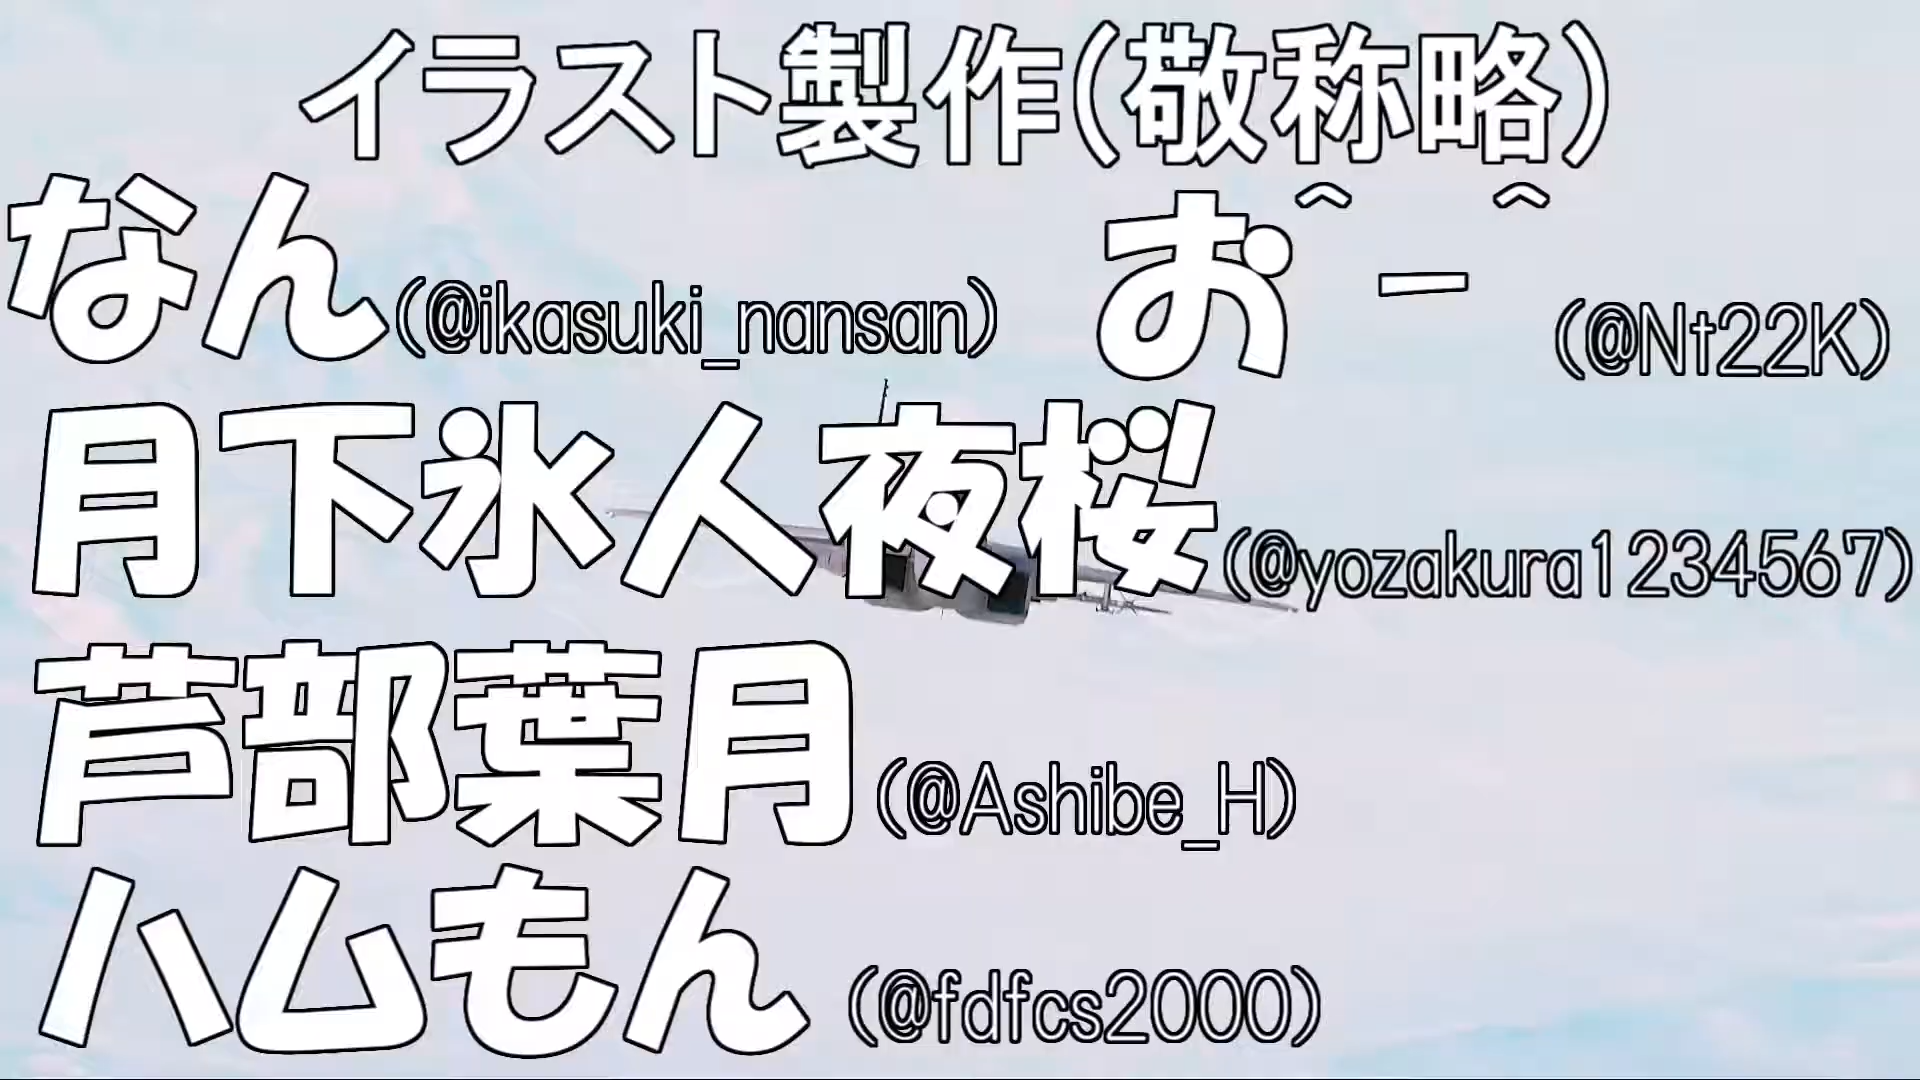 イラスト製作(敬称略)
なん(@ikasuki_nansan) お^ー^(@Nt22K)
月下氷人夜桜(@yozakura1234567)
芦部葉月(@Ashibe_H)
ハムもん(@fdfcs2000)